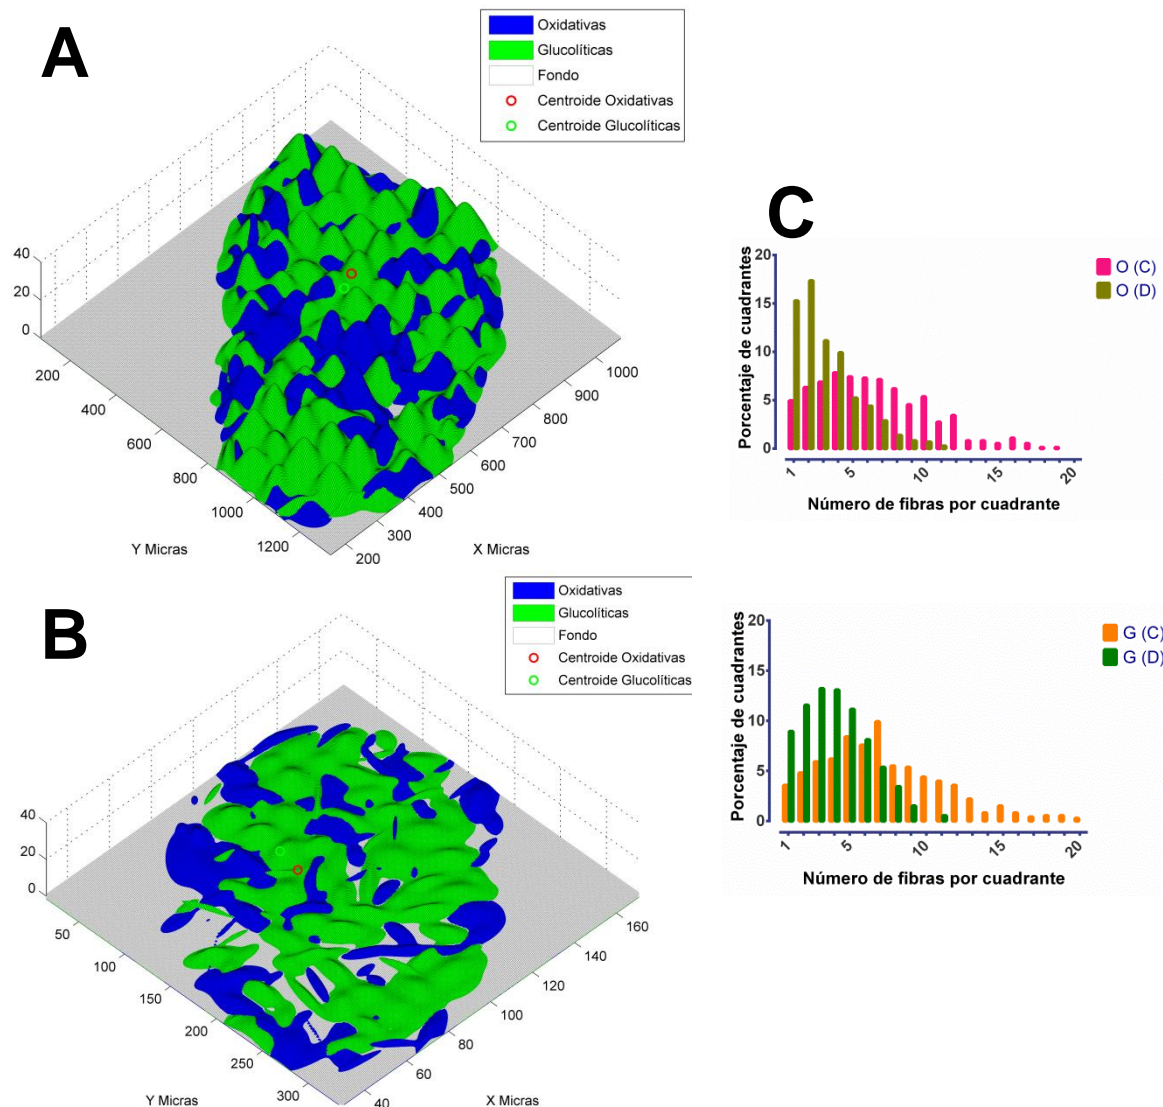 A
Oxidativas
Glucolíticas
Fondo
Centroide Oxidativas
Centroide Glucolíticas
40
20
0
200
400
600
800
1000
1200
Y Micras
200
300
400
500
600
700
800
900
1000
X Micras
B
Oxidativas
Glucolíticas
Fondo
Centroide Oxidativas
Centroide Glucolíticas
40
20
0
50
100
150
200
250
300
Y Micras
40
60
80
100
120
140
160
X Micras
C
Porcentaje de cuadrantes
20
15
10
5
0
1
5
10
15
20
Número de fibras por cuadrante
O (C)
O (D)
Porcentaje de cuadrantes
20
15
10
5
0
1
5
10
15
20
Número de fibras por cuadrante
G (C)
G (D)